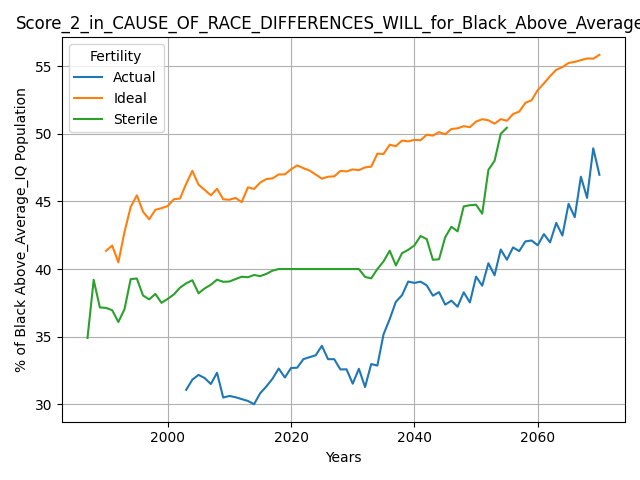 Score_2_in_CAUSE_OF_RACE_DIFFERENCES_WILL_for_Black_Above_Average
Fertility
Actual
Ideal
Sterile
55
50
45
40
35
30
% of Black Above_Average_IQ Population
2000
2020
2040
2060
Years